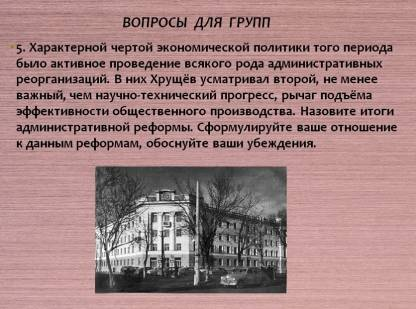 ВОПРОСЫ ДЛЯ ГРУПП
5. Характерной чертой экономической политики того периода
было активное проведение всякого рода административных
реорганизаций. В них Хрущёв усматривал второй, не менее
важный, чем научно-технический прогресс, рычаг подъёма
эффективности общественного производства. Назовите итоги
административной реформы. Сформулируйте ваше отношение
к данным реформам, обоснуйте ваши убеждения.